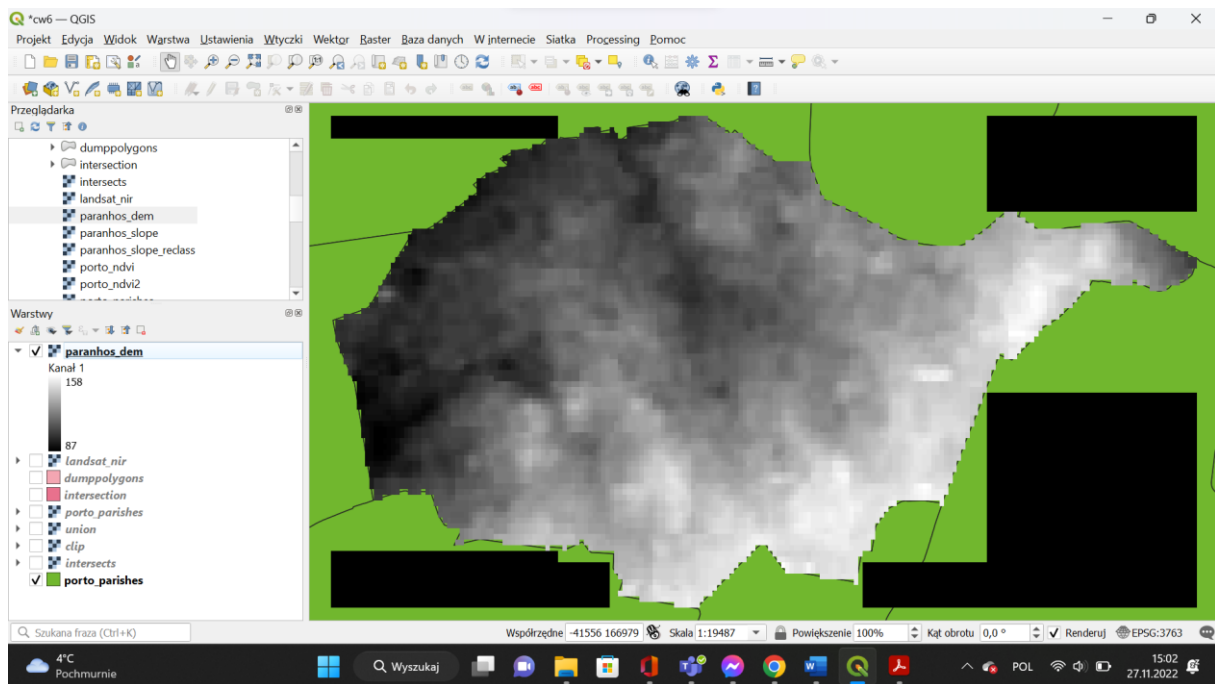 *cw6 — QGIS
Projekt Edycja Widok Warstwa Ustawienia Wtyczki Wektor Raster Baza danych W internecie Siatka Processing Pomoc
Przeglądarka
dumppolygons
intersection
intersects
landsat_nir
paranhos_dem
paranhos_slope
paranhos_slope_reclass
porto_ndvi
porto_ndvi2
Warstwy
paranhos_dem
Kanał 1
158
87
landsat_nir
dumppolygons
intersection
porto_parishes
union
clip
intersects
porto_parishes
Szukana fraza (Ctrl+K)
Współrzędne -41556 166979 Skala 1:19487 Powiększenie 100% Kąt obrotu 0,0 ° Renderuj EPSG:3763
4°C
Pochmurnie
Wyszukaj
POL
15:02
27.11.2022